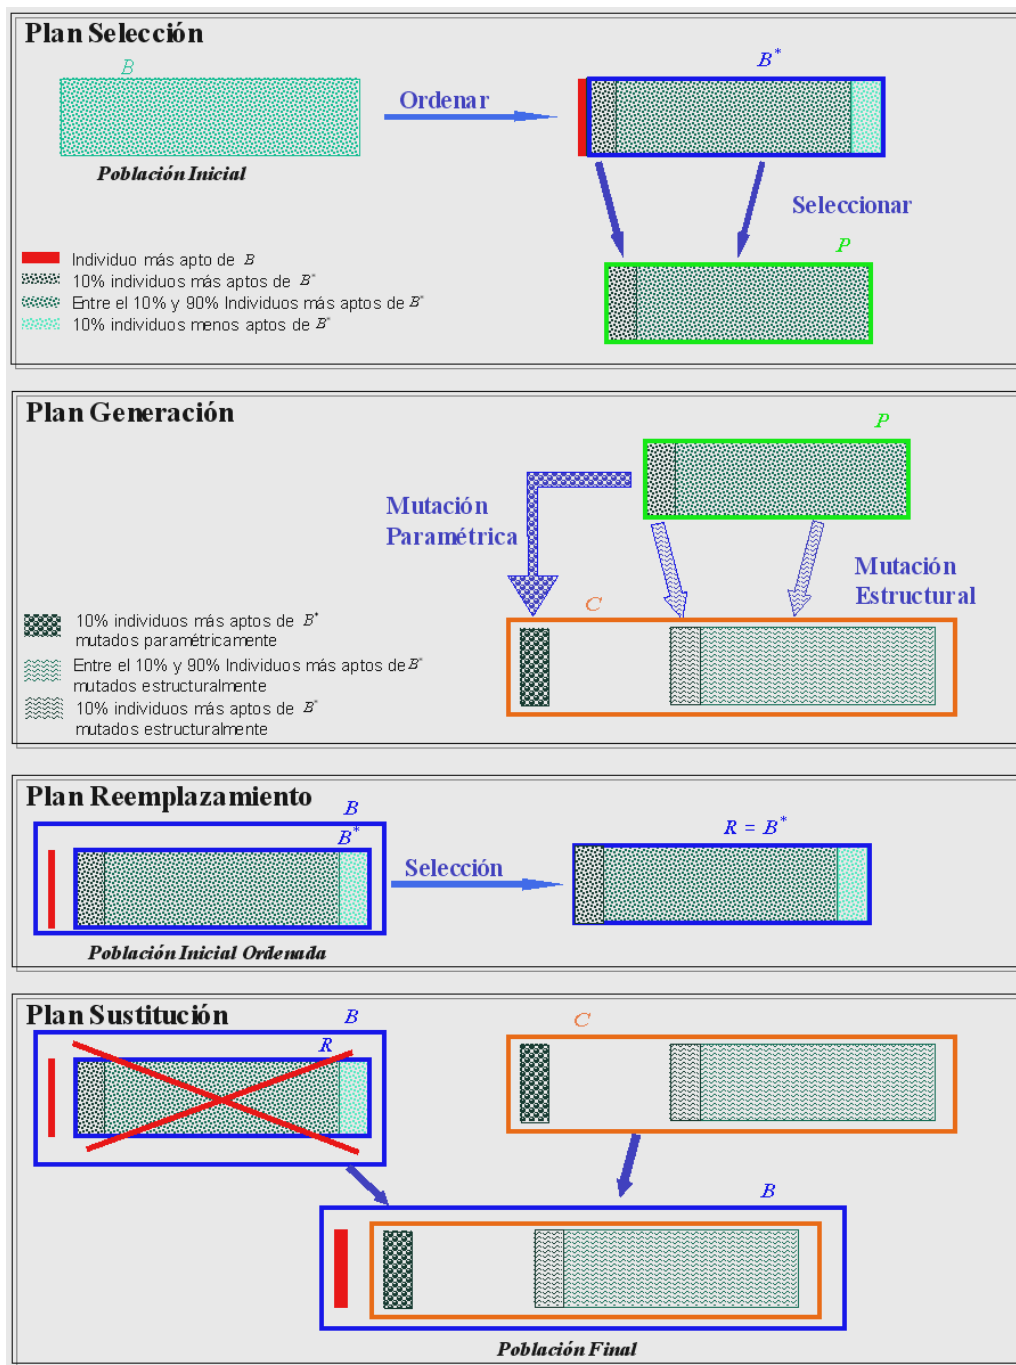 Plan Selección
B
B*
Ordenar
Población Inicial
Seleccionar
P
Individuo más apto de B
10% individuos más aptos de B*
Entre el 10% y 90% Individuos más aptos de B*
10% individuos menos aptos de B*
Plan Generación
P
Mutación
Paramétrica
Mutación
Estructural
C
10% individuos más aptos de B*
mutados paramétricamente
Entre el 10% y 90% Individuos más aptos de B*
mutados estructuralmente
10% individuos más aptos de B*
mutados estructuralmente
Plan Reemplazamiento
B
B*
R = B*
Selección
Población Inicial Ordenada
Plan Sustitución
B
R
C
B
Población Final